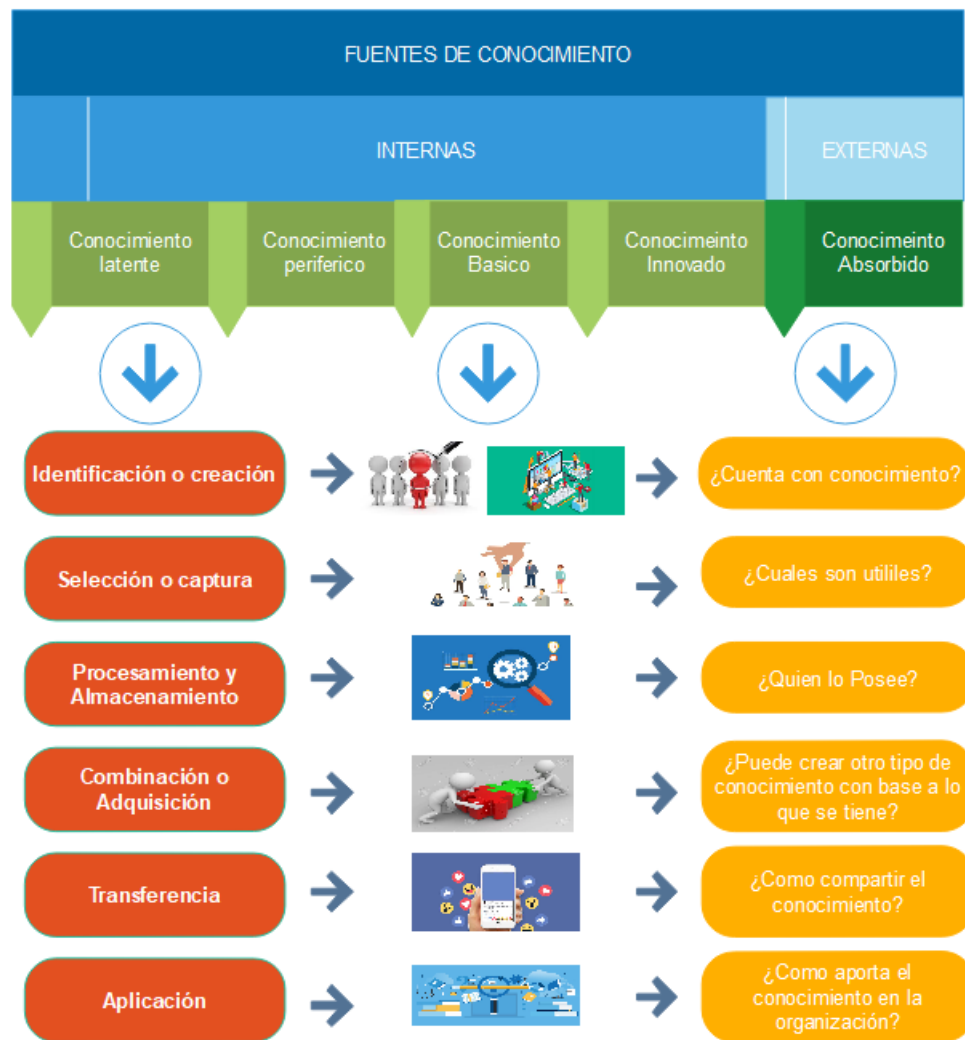 FUENTES DE CONOCIMIENTO
INTERNAS
EXTERNAS
Conocimiento
latente
Conocimiento
periferico
Conocimiento
Basico
Conocimeinto
Innovado
Conocimeinto
Absorbido
Identificación o creación
¿Cuenta con conocimiento?
Selección o captura
¿Cuales son utililes?
Procesamiento y
Almacenamiento
¿Quien lo Posee?
Combinación o
Adquisición
¿Puede crear otro tipo de
conocimiento con base a lo
que se tiene?
Transferencia
¿Como compartir el
conocimiento?
Aplicación
¿Como aporta el
conocimiento en la
organización?